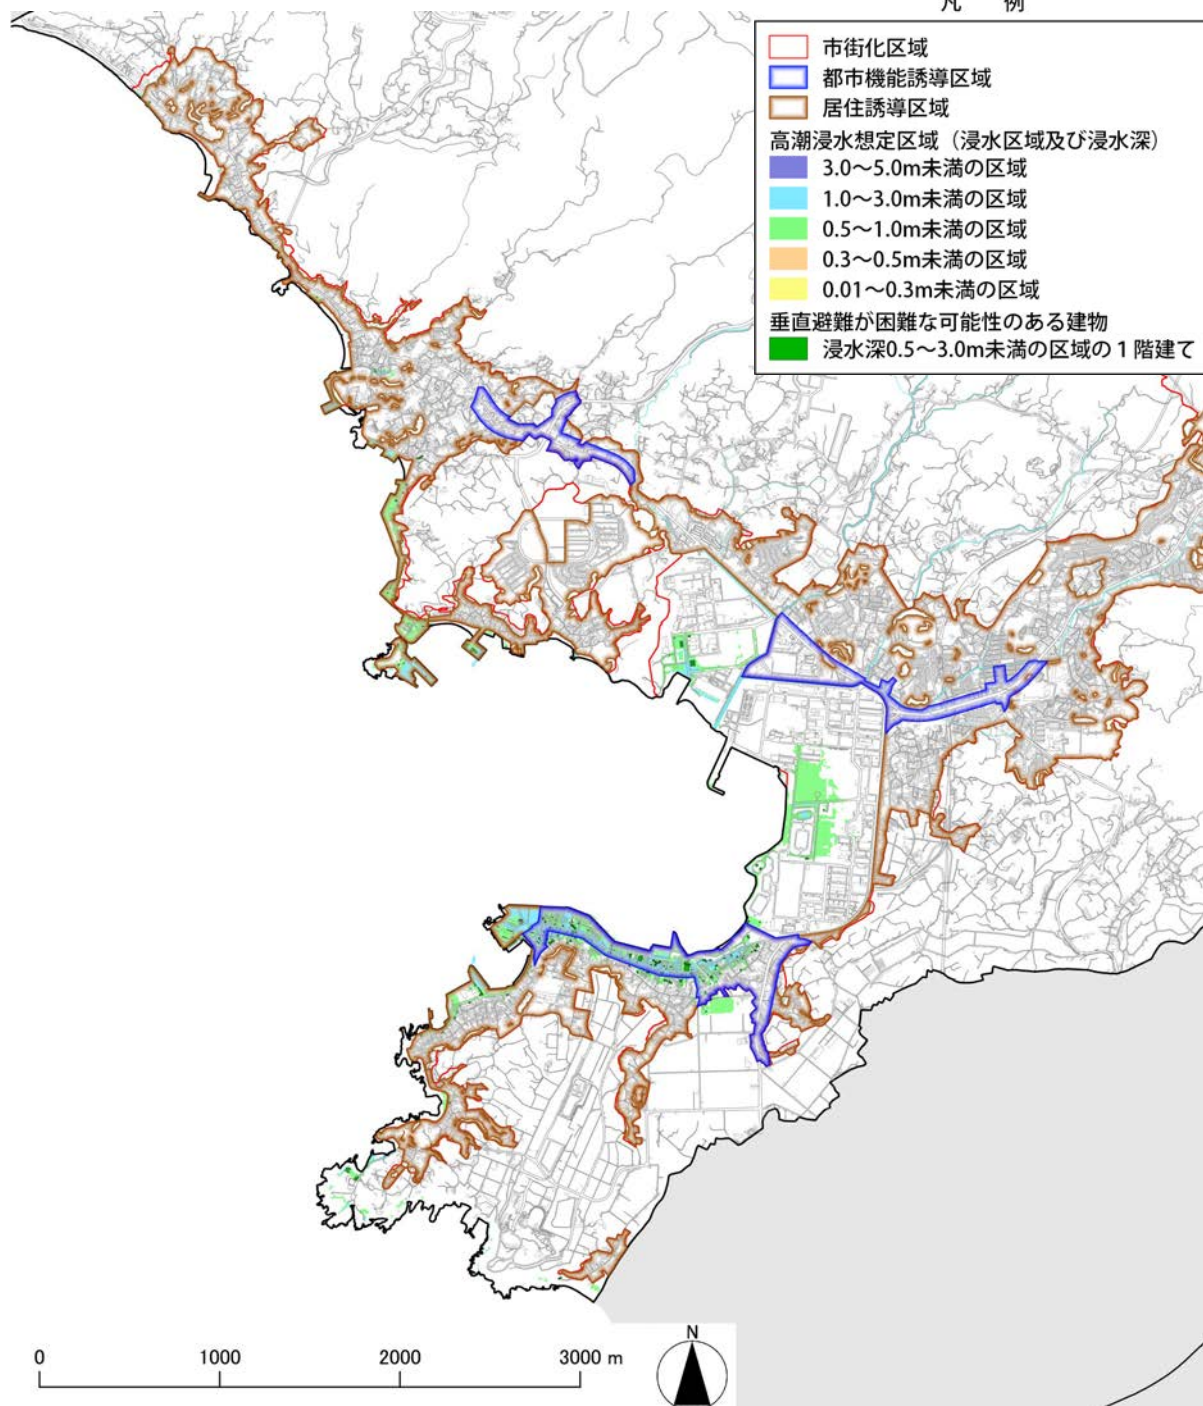 凡　例
市街化区域
都市機能誘導区域
居住誘導区域
高潮浸水想定区域（浸水区域及び浸水深）
3.0～5.0m未満の区域
1.0～3.0m未満の区域
0.5～1.0m未満の区域
0.3～0.5m未満の区域
0.01～0.3m未満の区域
垂直避難が困難な可能性のある建物
浸水深0.5～3.0m未満の区域の１階建て
0 1000 2000 3000 m
N